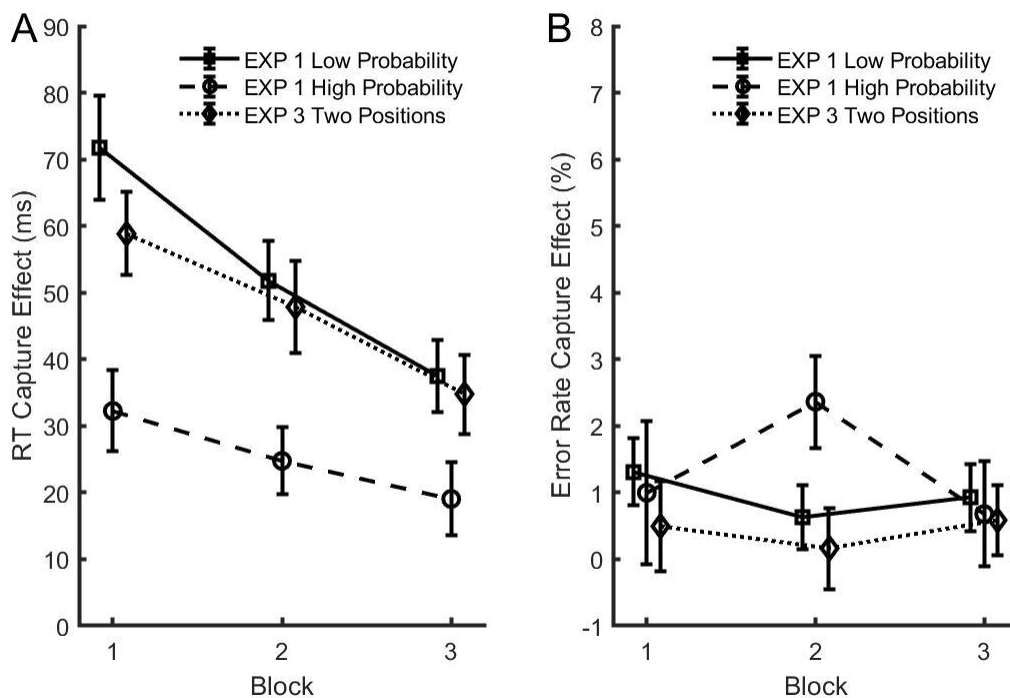 A
90
80
70
60
50
40
30
20
10
0
RT Capture Effect (ms)
EXP 1 Low Probability
EXP 1 High Probability
EXP 3 Two Positions
1 2 3
Block
B
8
7
6
5
4
3
2
1
0
-1
Error Rate Capture Effect (%)
EXP 1 Low Probability
EXP 1 High Probability
EXP 3 Two Positions
1 2 3
Block